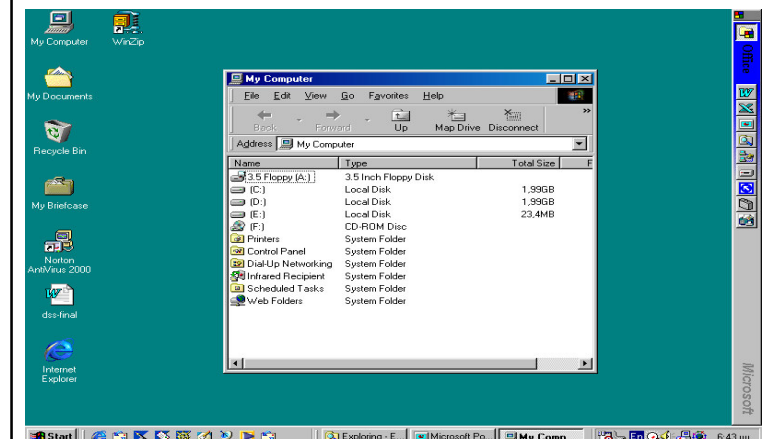 My Computer
WinZip
My Documents
Recycle Bin
My Briefcase
Norton
AntiVirus 2000
dss-final
Internet
Explorer
My Computer
File Edit View Go Favorites Help
Back Forward Up Map Drive Disconnect »
Address My Computer
Name Type Total Size F
3.5 Floppy (A:) 3.5 Inch Floppy Disk
(C:) Local Disk 1,99GB
(D:) Local Disk 1,99GB
(E:) Local Disk 23,4MB
(F:) CD-ROM Disc
Printers System Folder
Control Panel System Folder
Dial-Up Networking System Folder
Infrared Recipient System Folder
Scheduled Tasks System Folder
Web Folders System Folder
Office
Microsoft
Start Exploring - E... Microsoft Po... My Comp... En 6:43 μμ